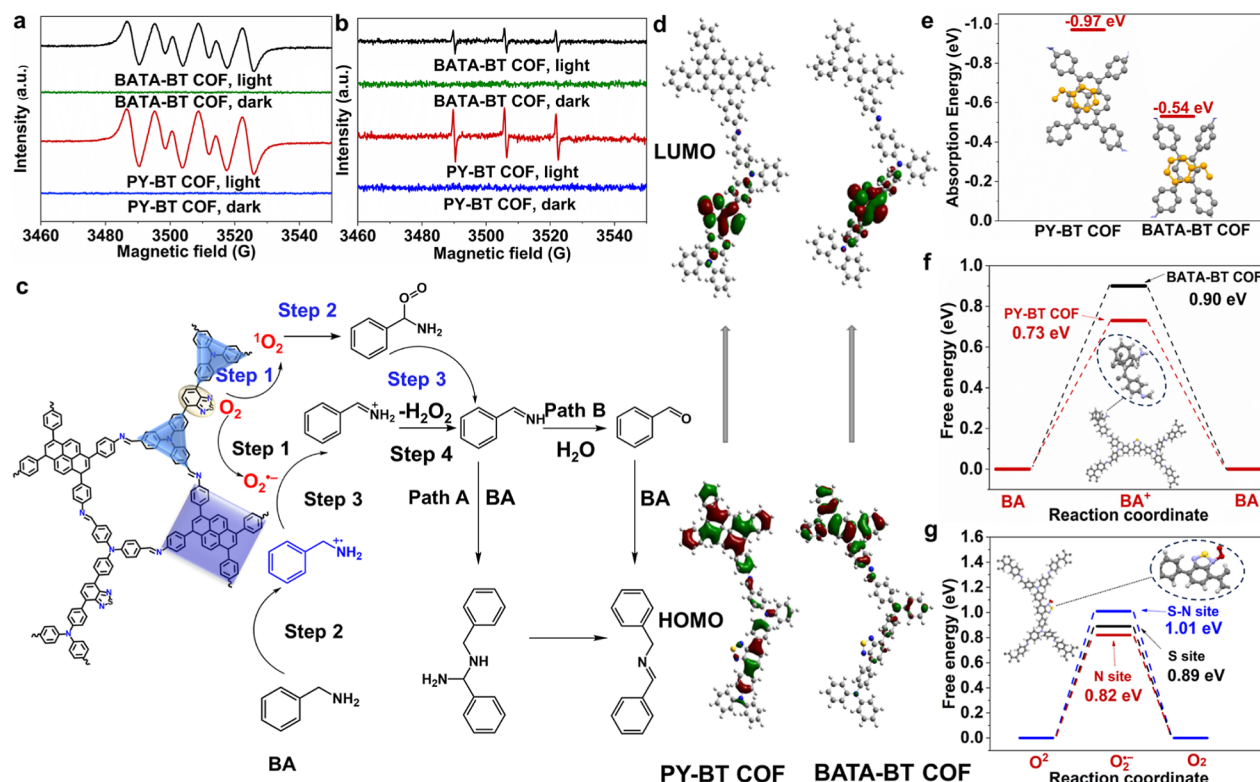 a
Intensity (a.u.)
BATA-BT COF, light
BATA-BT COF, dark
PY-BT COF, light
PY-BT COF, dark
3460 3480 3500 3520 3540
Magnetic field (G)
b
Intensity (a.u.)
BATA-BT COF, light
BATA-BT COF, dark
PY-BT COF, light
PY-BT COF, dark
3460 3480 3500 3520 3540
Magnetic field (G)
c
Step 2
¹O₂
O
O
NH₂
Step 1
O₂
Step 1
O₂•−
Step 3
Step 3
NH₂⁺
-H₂O₂
Step 4
NH
Path B
H₂O
O
Path A
BA
BA
NH₂⁺•
Step 2
NH₂
BA
NH
H₂N
N
d
LUMO
HOMO
PY-BT COF BATA-BT COF
e
Absorption Energy (eV)
-1.0
-0.8
-0.6
-0.4
-0.2
0.0
-0.97 eV
-0.54 eV
PY-BT COF BATA-BT COF
f
Free energy (eV)
1.0
0.8
0.6
0.4
0.2
0.0
BATA-BT COF
0.90 eV
PY-BT COF
0.73 eV
BA BA⁺ BA
Reaction coordinate
g
Free energy (eV)
1.6
1.4
1.2
1.0
0.8
0.6
0.4
0.2
0.0
S-N site
1.01 eV
S site
0.89 eV
N site
0.82 eV
O² O₂•− O₂
Reaction coordinate